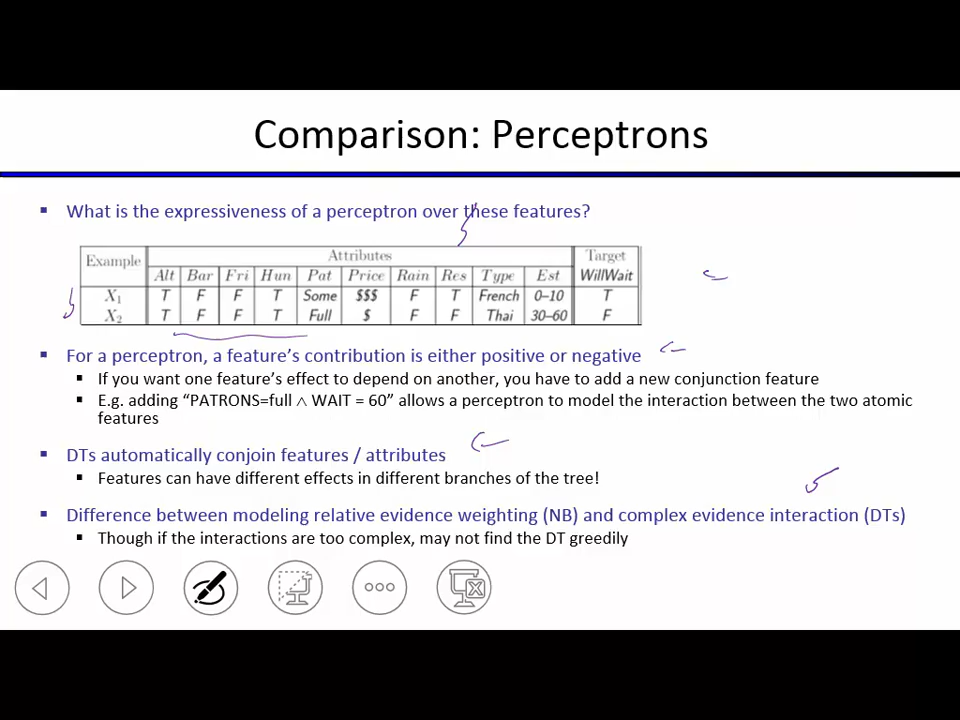 Comparison: Perceptrons
What is the expressiveness of a perceptron over these features?
Example Attributes Target
Alt Bar Fri Hun Pat Price Rain Res Type Est WillWait
X1 T F F T Some $$$ F T French 0–10 T
X2 T F F T Full $ F F Thai 30–60 F
For a perceptron, a feature's contribution is either positive or negative
If you want one feature's effect to depend on another, you have to add a new conjunction feature
E.g. adding "PATRONS=full ∧ WAIT = 60" allows a perceptron to model the interaction between the two atomic
features
DTs automatically conjoin features / attributes
Features can have different effects in different branches of the tree!
Difference between modeling relative evidence weighting (NB) and complex evidence interaction (DTs)
Though if the interactions are too complex, may not find the DT greedily